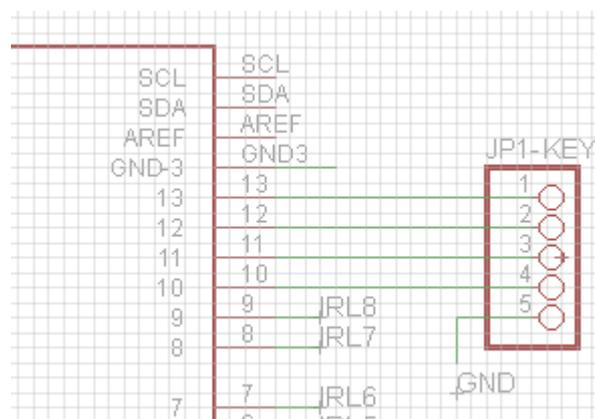 SCL SCL
SDA SDA
AREF AREF
GND-3 GND3
JP1-KEY
13 13 1
12 12 2
11 11 3
10 10 4
9 9 JRL8 5
8 8 JRL7
GND
7 7 JRL6